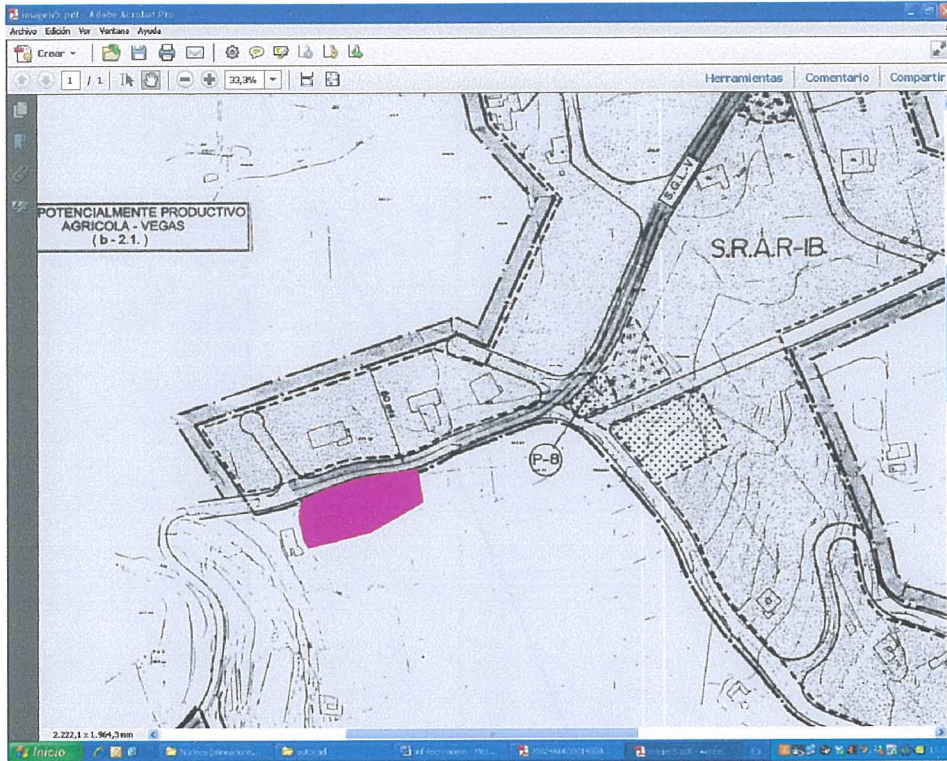 imagen5.pdf - Adobe Acrobat Pro
Archivo Edición Ver Ventana Ayuda
Crear
1 / 1 33,3% Herramientas Comentario Compartir
POTENCIALMENTE PRODUCTIVO
AGRICOLA - VEGAS
( b - 2.1. )
S.G.L.-V
S.R.A.R-IB
P-8
2.222,1 x 1.964,3 mm
Inicio autocad